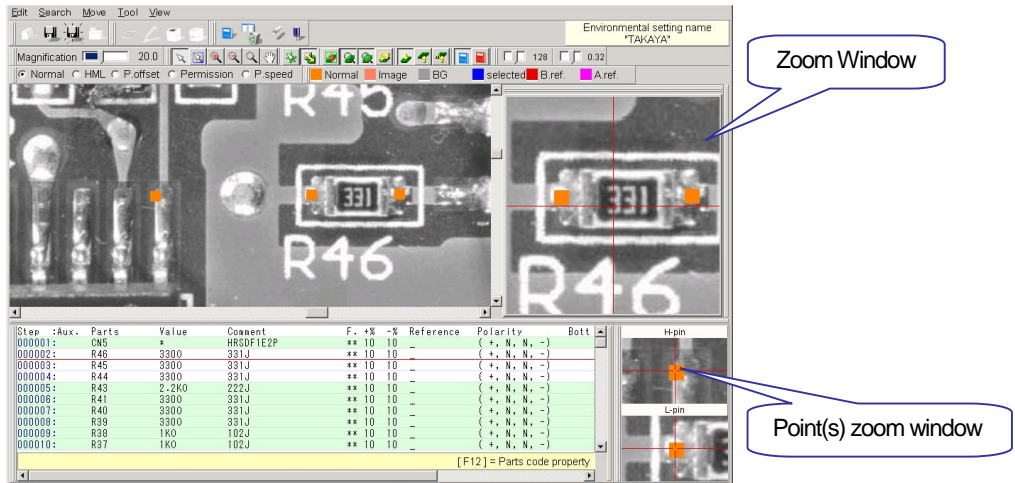 Edit Search Move Tool View
Environmental setting name
"TAKAYA"
Magnification 20.0 128 0.32
Normal HML P.offset Permission P.speed Normal Image BG selected B.ref. A.ref.
Zoom Window
R45
331
R46
331
R46
Step :Aux. Parts Value Comment F. +% -% Reference Polarity Bott
000001: CN5 * HRSDF1E2P ** 10 10 _ ( +, N, N, -)
000002: R46 3300 331J ** 10 10 _ ( +, N, N, -)
000003: R45 3300 331J ** 10 10 _ ( +, N, N, -)
000004: R44 3300 331J ** 10 10 _ ( +, N, N, -)
000005: R43 2.2K0 222J ** 10 10 _ ( +, N, N, -)
000006: R41 3300 331J ** 10 10 _ ( +, N, N, -)
000007: R40 3300 331J ** 10 10 _ ( +, N, N, -)
000008: R39 3300 331J ** 10 10 _ ( +, N, N, -)
000009: R38 1K0 102J ** 10 10 _ ( +, N, N, -)
000010: R37 1K0 102J ** 10 10 _ ( +, N, N, -)
[ F12 ] = Parts code property
H-pin
L-pin
Point(s) zoom window